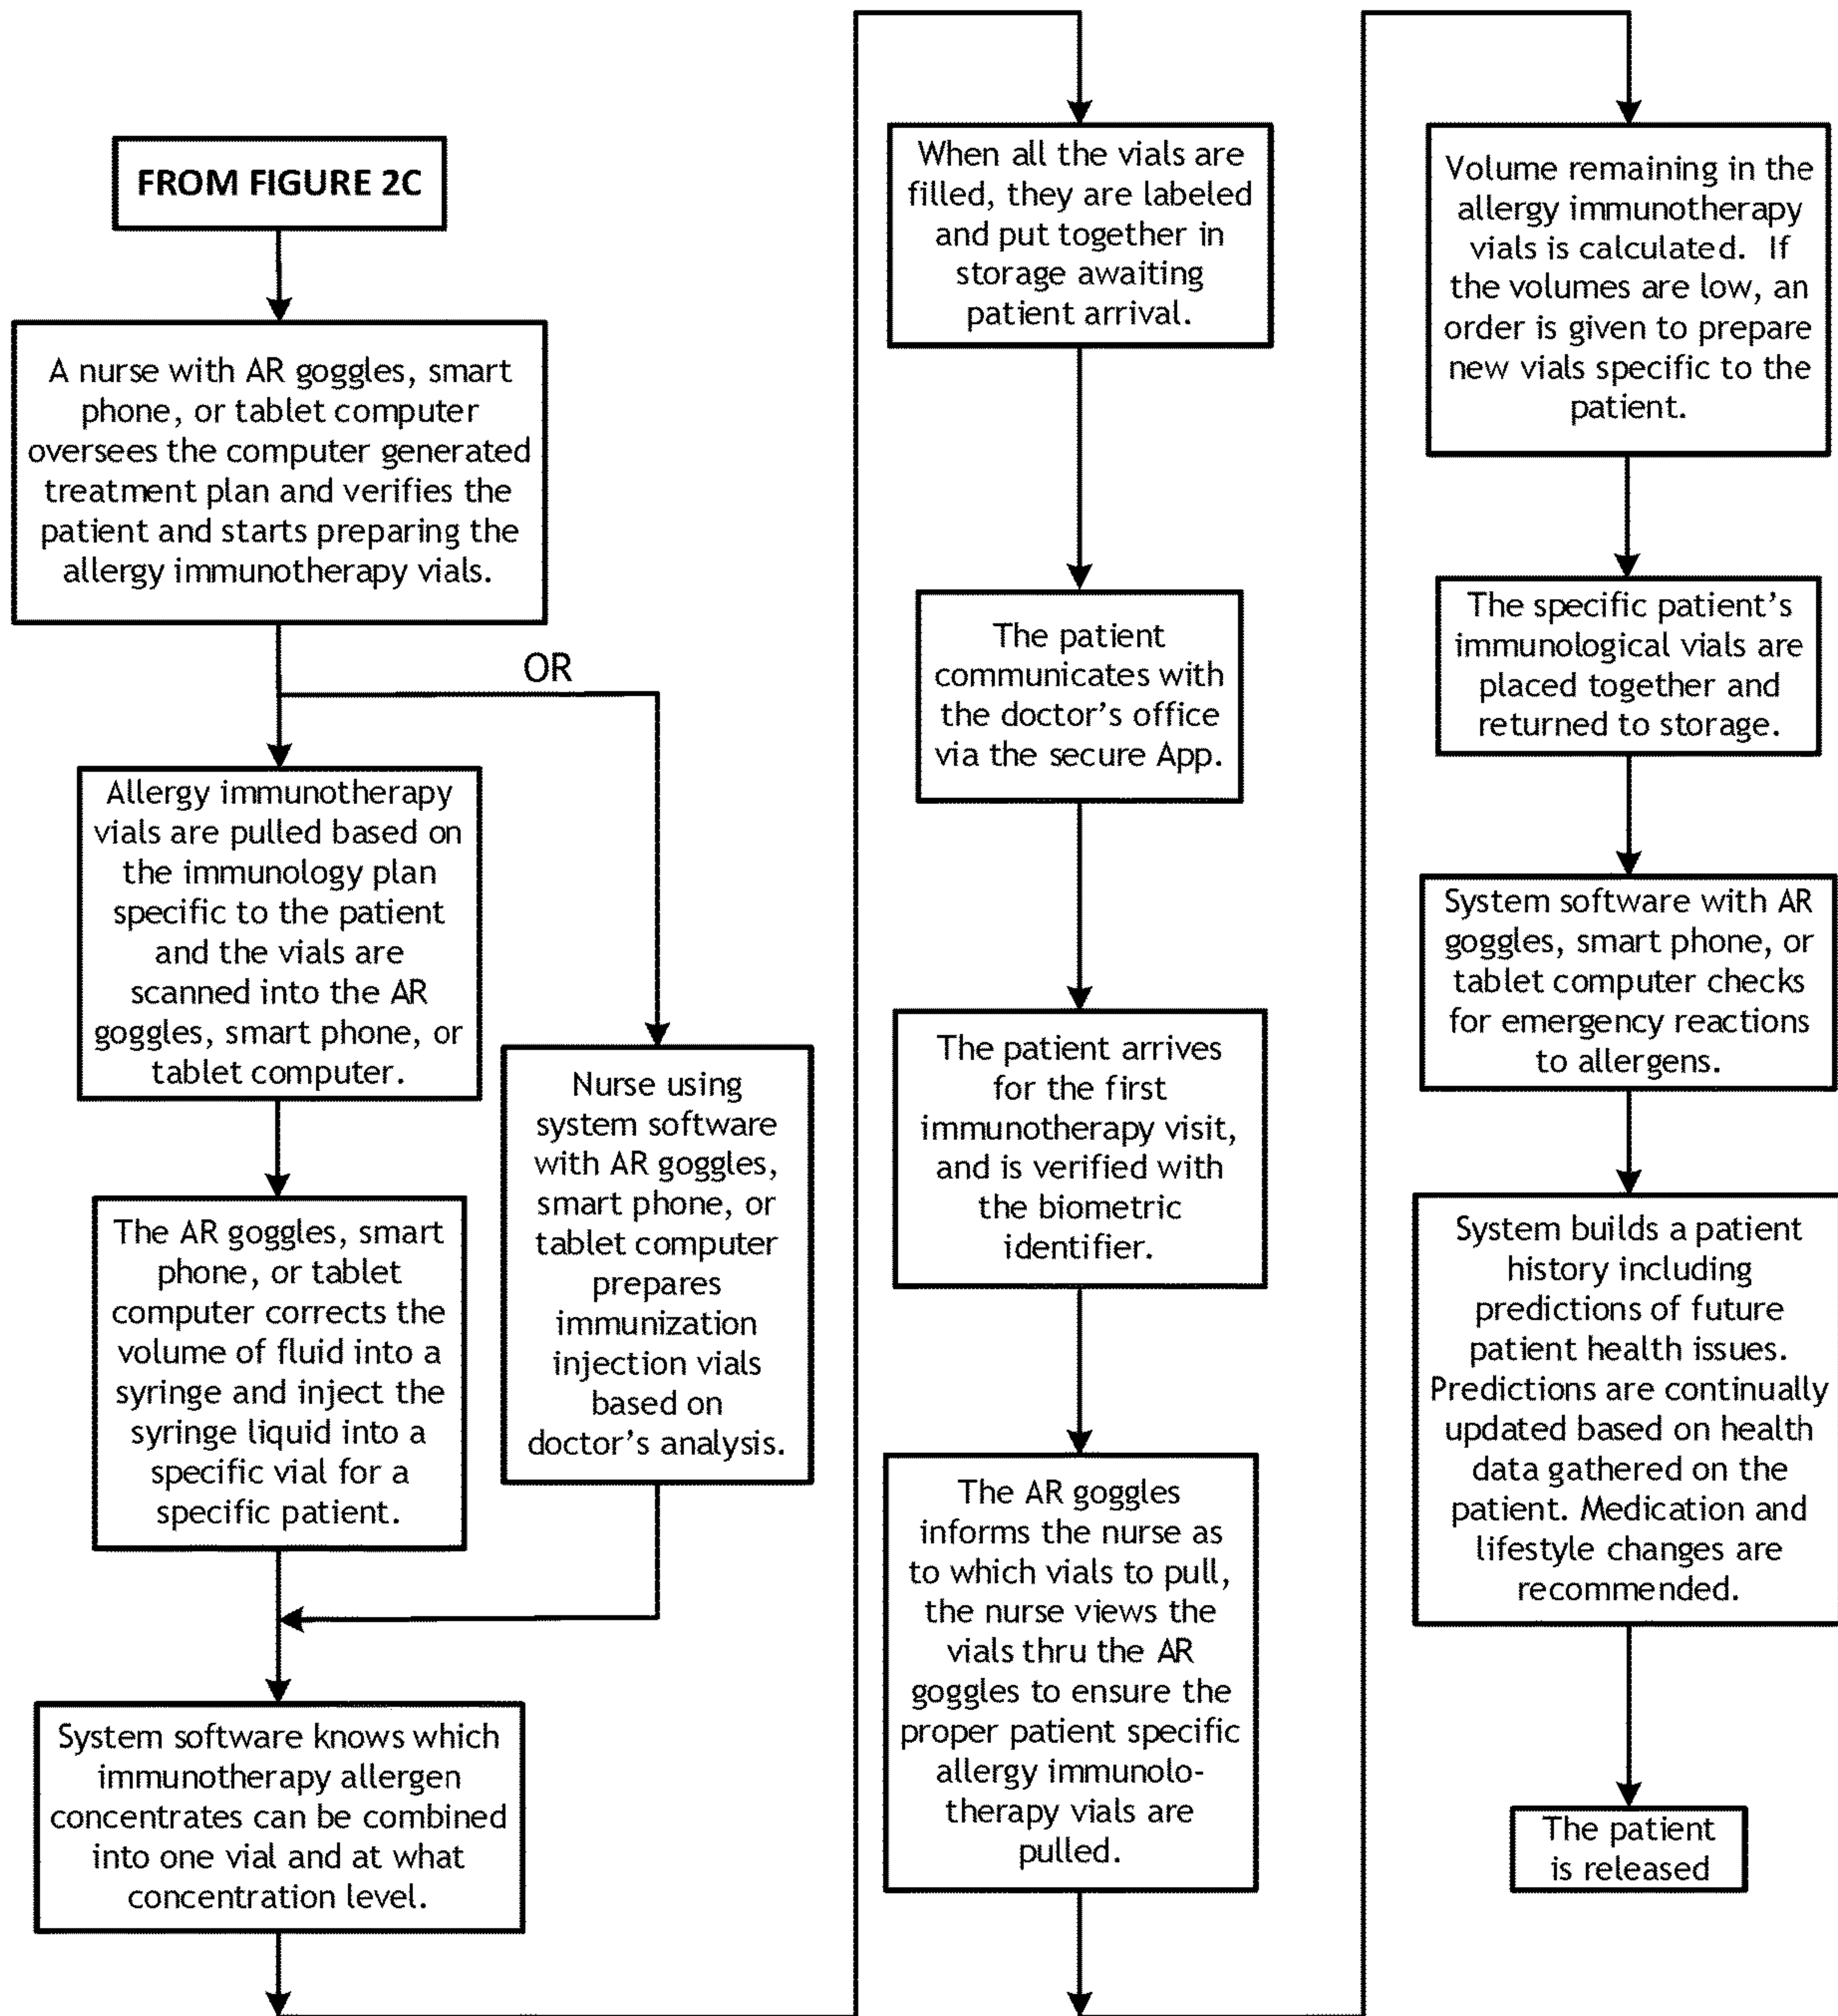 FROM FIGURE 2C
A nurse with AR goggles, smart
phone, or tablet computer
oversees the computer generated
treatment plan and verifies the
patient and starts preparing the
allergy immunotherapy vials.
OR
Allergy immunotherapy
vials are pulled based on
the immunology plan
specific to the patient
and the vials are
scanned into the AR
goggles, smart phone, or
tablet computer.
Nurse using
system software
with AR goggles,
smart phone, or
tablet computer
prepares
immunization
injection vials
based on
doctor's analysis.
The AR goggles, smart
phone, or tablet
computer corrects the
volume of fluid into a
syringe and inject the
syringe liquid into a
specific vial for a
specific patient.
System software knows which
immunotherapy allergen
concentrates can be combined
into one vial and at what
concentration level.
When all the vials are
filled, they are labeled
and put together in
storage awaiting
patient arrival.
The patient
communicates with
the doctor's office
via the secure App.
The patient arrives
for the first
immunotherapy visit,
and is verified with
the biometric
identifier.
The AR goggles
informs the nurse as
to which vials to pull,
the nurse views the
vials thru the AR
goggles to ensure the
proper patient specific
allergy immunolo-
therapy vials are
pulled.
Volume remaining in the
allergy immunotherapy
vials is calculated.  If
the volumes are low, an
order is given to prepare
new vials specific to the
patient.
The specific patient's
immunological vials are
placed together and
returned to storage.
System software with AR
goggles, smart phone, or
tablet computer checks
for emergency reactions
to allergens.
System builds a patient
history including
predictions of future
patient health issues.
Predictions are continually
updated based on health
data gathered on the
patient. Medication and
lifestyle changes are
recommended.
The patient
is released